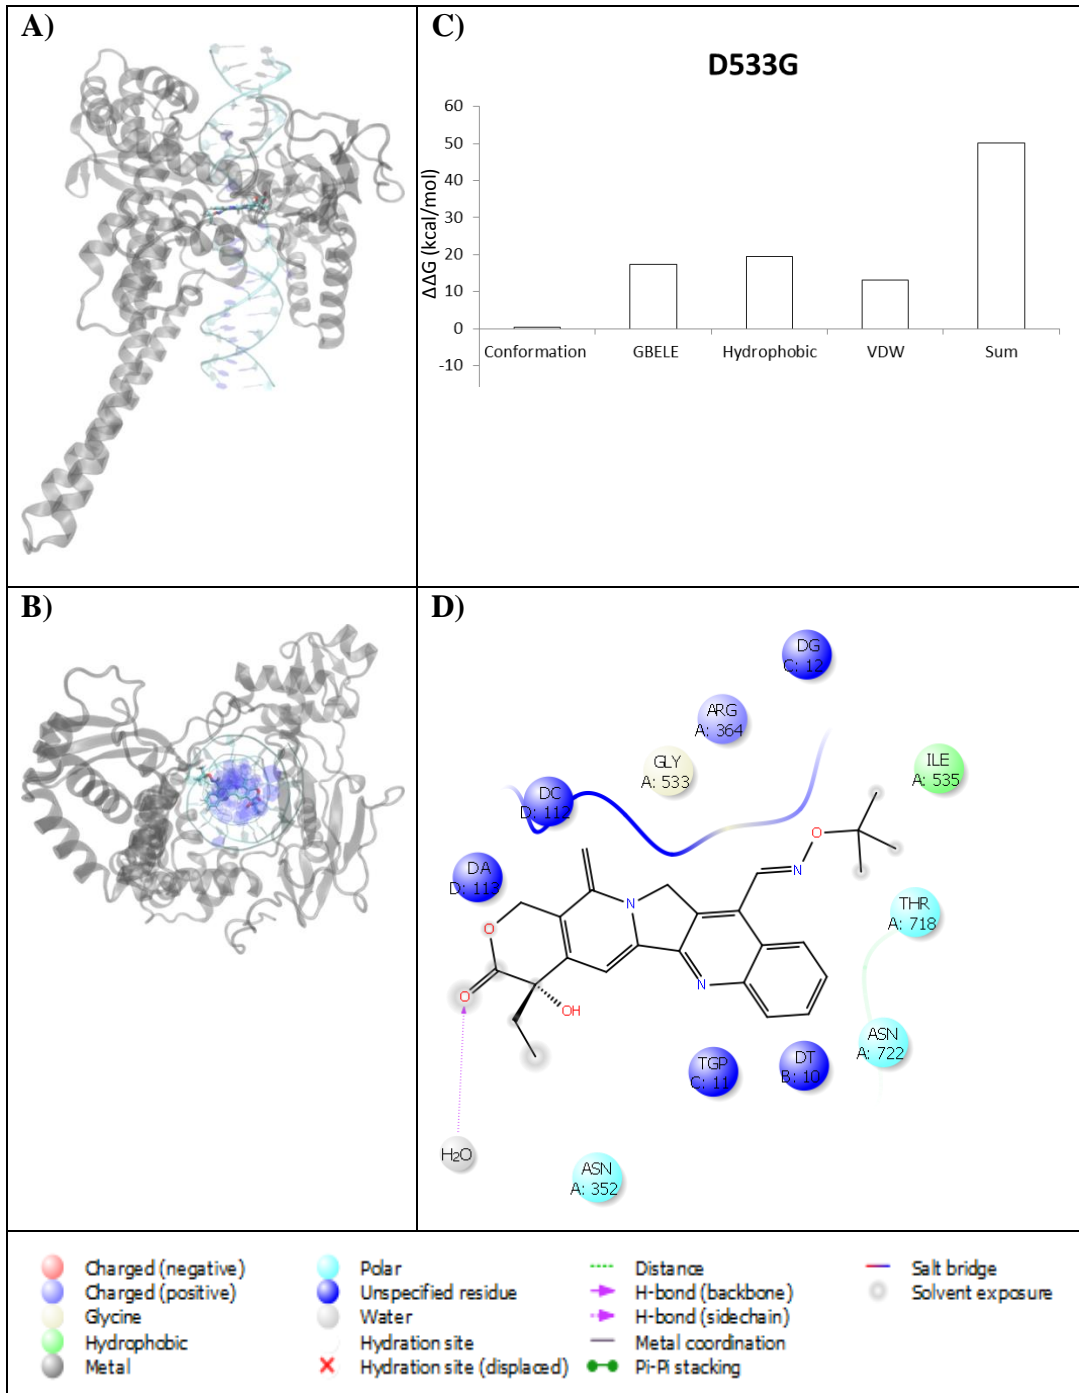 A)
B)
C)
D533G
ΔΔG (kcal/mol)
60
50
40
30
20
10
0
-10
Conformation GBELE Hydrophobic VDW Sum
D)
DG
C: 12
ARG
A: 364
GLY
A: 533
ILE
A: 535
DC
D: 112
DA
D: 113
O
N
N
O
THR
A: 718
O
N
OH
ASN
A: 722
TGP
C: 11
DT
B: 10
H2O
ASN
A: 352
Charged (negative)
Charged (positive)
Glycine
Hydrophobic
Metal
Polar
Unspecified residue
Water
Hydration site
Hydration site (displaced)
Distance
H-bond (backbone)
H-bond (sidechain)
Metal coordination
Pi-Pi stacking
Salt bridge
Solvent exposure